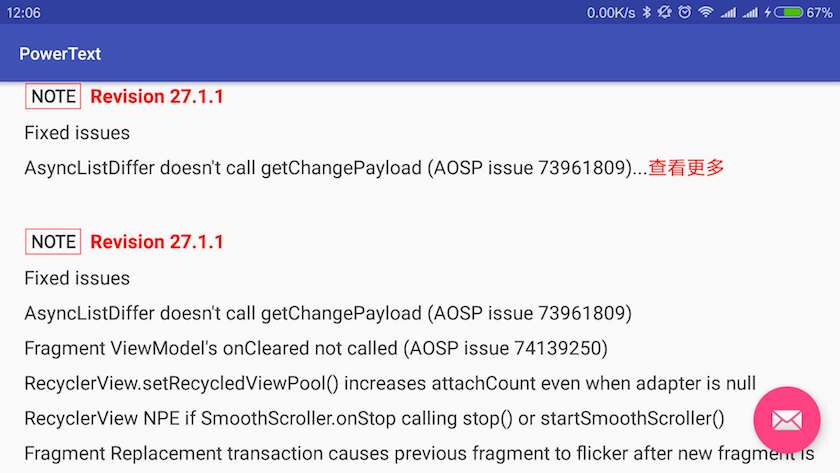 12:06 0.00K/s 67%
PowerText
NOTE Revision 27.1.1
Fixed issues
AsyncListDiffer doesn't call getChangePayload (AOSP issue 73961809)...查看更多
NOTE Revision 27.1.1
Fixed issues
AsyncListDiffer doesn't call getChangePayload (AOSP issue 73961809)
Fragment ViewModel's onCleared not called (AOSP issue 74139250)
RecyclerView.setRecycledViewPool() increases attachCount even when adapter is null
RecyclerView NPE if SmoothScroller.onStop calling stop() or startSmoothScroller()
Fragment Replacement transaction causes previous fragment to flicker after new fragment is